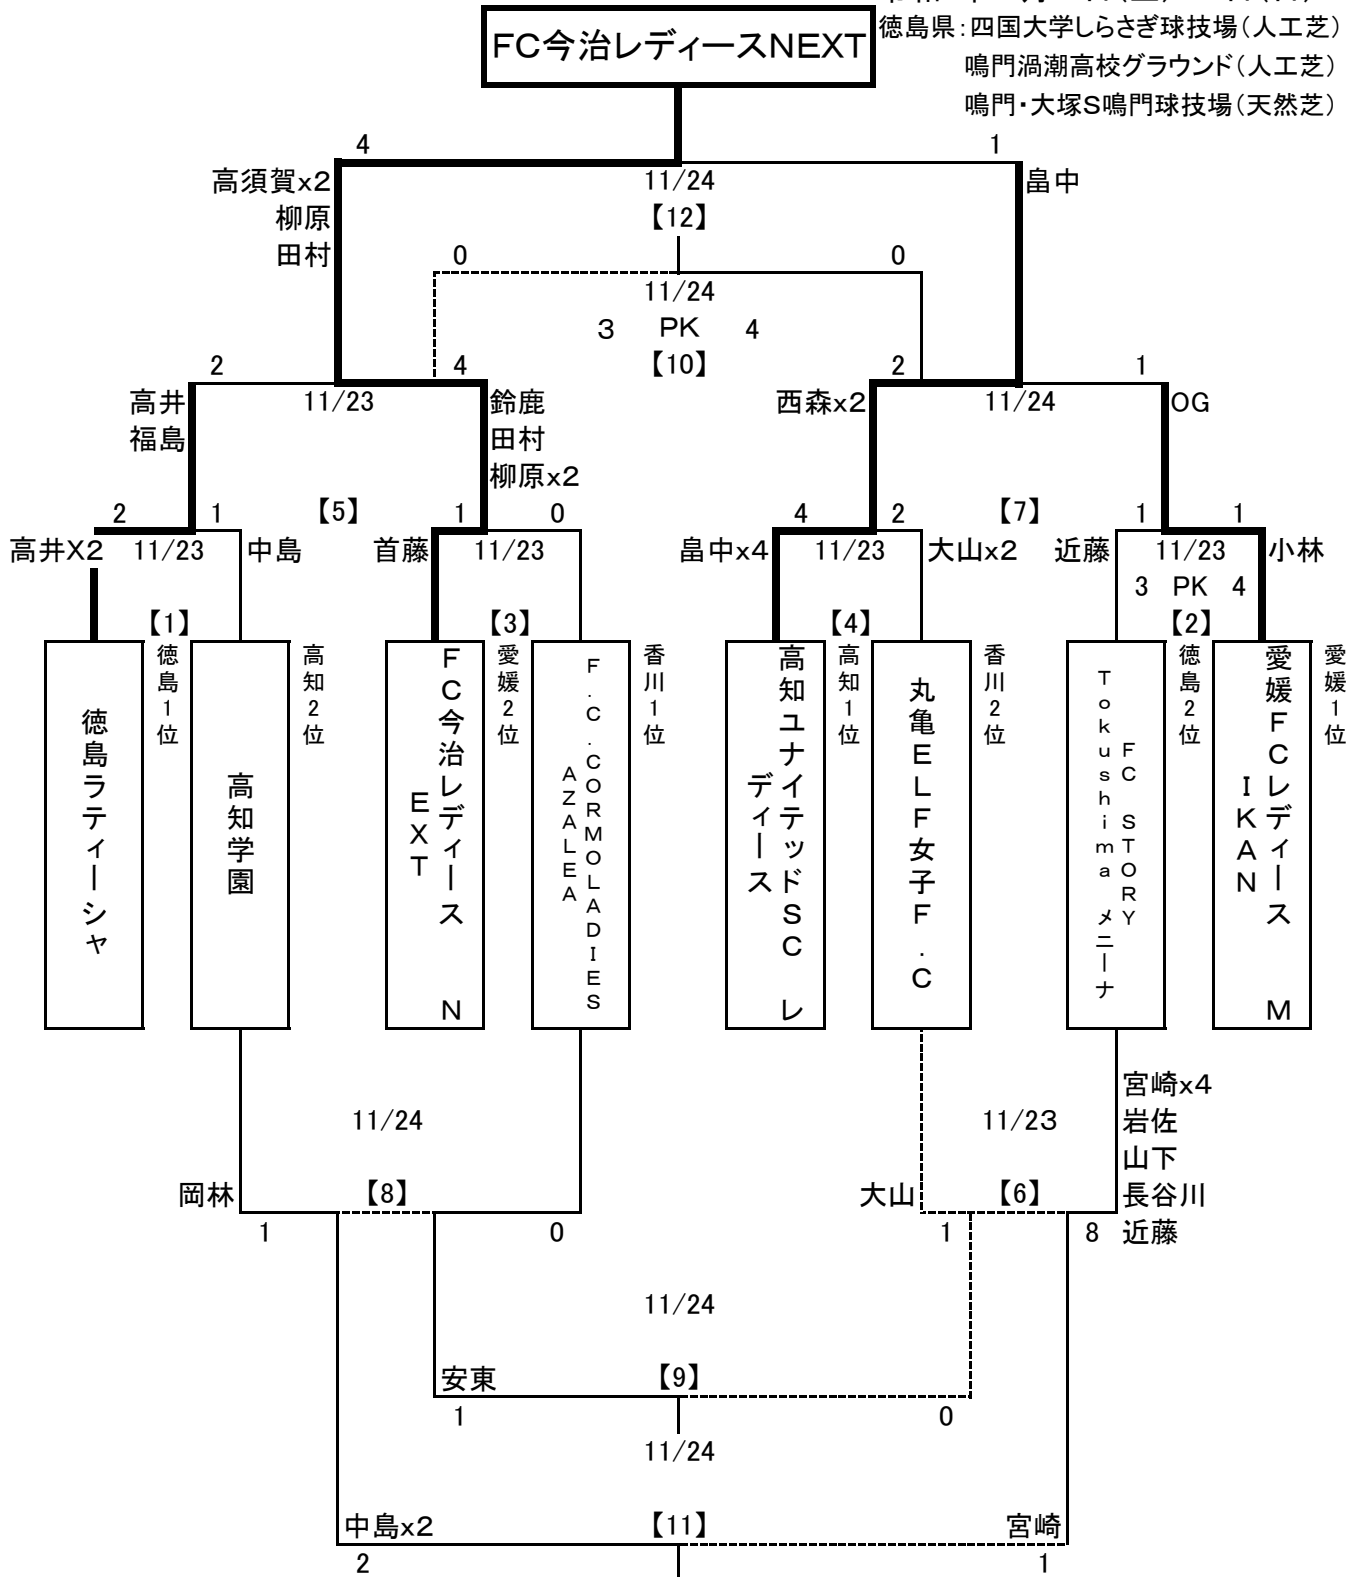 FC今治レディースNEXT
徳島県:四国大学しらさぎ球技場(人工芝)
鳴門渦潮高校グラウンド(人工芝)
鳴門・大塚S鳴門球技場(天然芝)
4
1
高須賀x2
11/24
畠中
柳原
【12】
田村
0
0
11/24
3 PK 4
2
4
【10】
2
1
高井
11/23
鈴鹿
西森x2
11/24
OG
福島
田村
柳原x2
2
1
【5】
1
0
4
2
【7】
1
1
高井X2
11/23
中島
首藤
11/23
畠中x4
11/23
大山x2
近藤
11/23
小林
3 PK 4
【1】
【3】
【4】
【2】
徳島ラティーシャ
徳島1位
高知学園
高知2位
FC今治レディース N
EXT
愛媛2位
F.C.CORMOLADIES
AZALEA
香川1位
高知ユナイテッドSC レ
ディース
高知1位
丸亀ELF女子F.C
香川2位
FC STORY
Tokushima メニーナ
徳島2位
愛媛FCレディース M
IKAN
愛媛1位
宮崎x4
11/24
11/23
岩佐
山下
岡林
【8】
大山
【6】
長谷川
1
0
1
8
近藤
11/24
安東
【9】
1
0
11/24
中島x2
【11】
宮崎
2
1